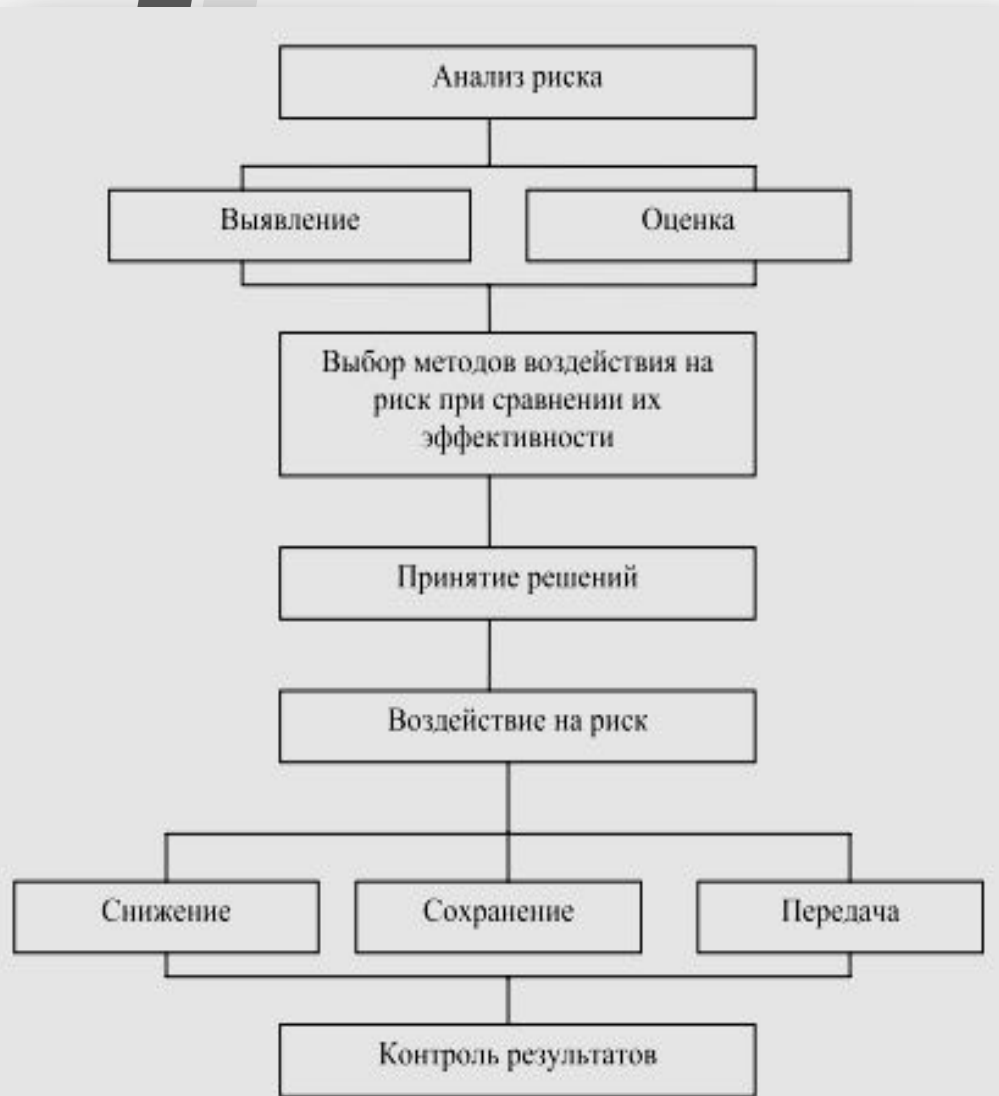 Анализ риска
Выявление
Оценка
Выбор методов воздействия на
риск при сравнении их
эффективности
Принятие решений
Воздействие на риск
Снижение
Сохранение
Передача
Контроль результатов